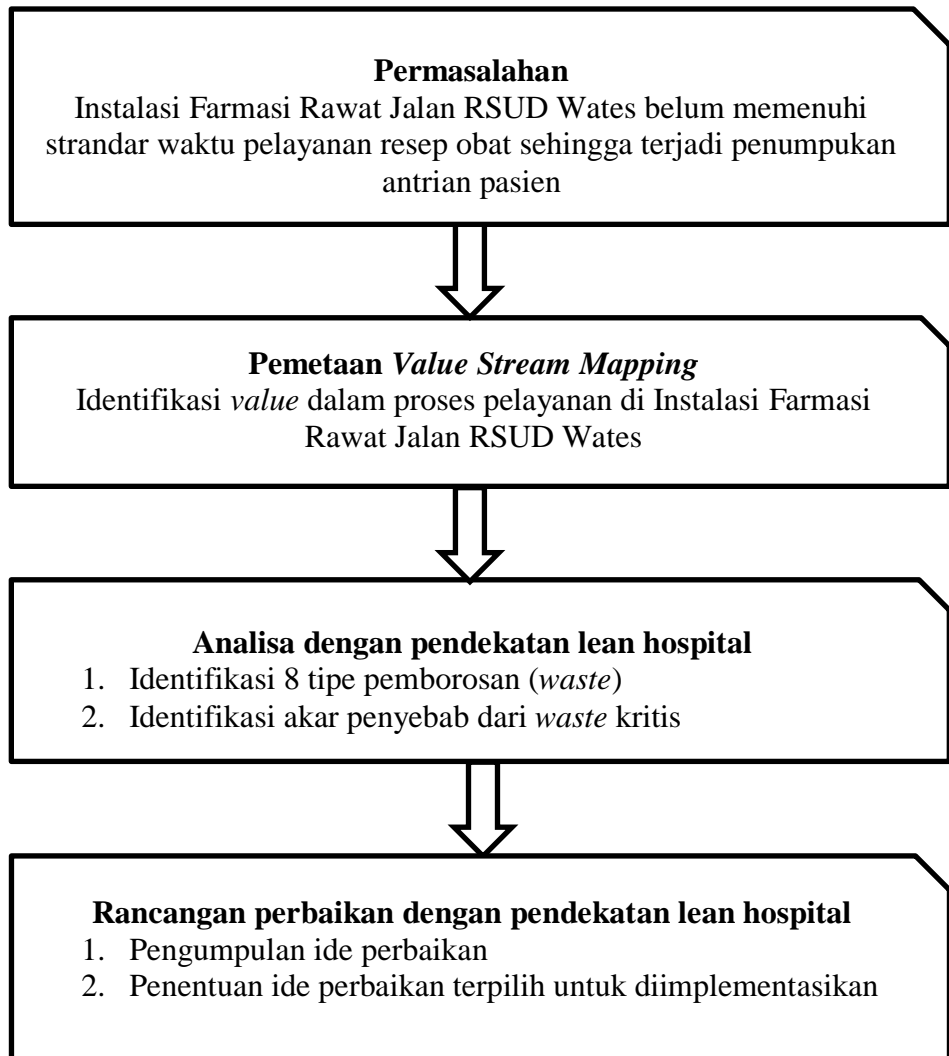 Permasalahan
Instalasi Farmasi Rawat Jalan RSUD Wates belum memenuhi
strandar waktu pelayanan resep obat sehingga terjadi penumpukan
antrian pasien
Pemetaan Value Stream Mapping
Identifikasi value dalam proses pelayanan di Instalasi Farmasi
Rawat Jalan RSUD Wates
Analisa dengan pendekatan lean hospital
1. Identifikasi 8 tipe pemborosan (waste)
2. Identifikasi akar penyebab dari waste kritis
Rancangan perbaikan dengan pendekatan lean hospital
1. Pengumpulan ide perbaikan
2. Penentuan ide perbaikan terpilih untuk diimplementasikan